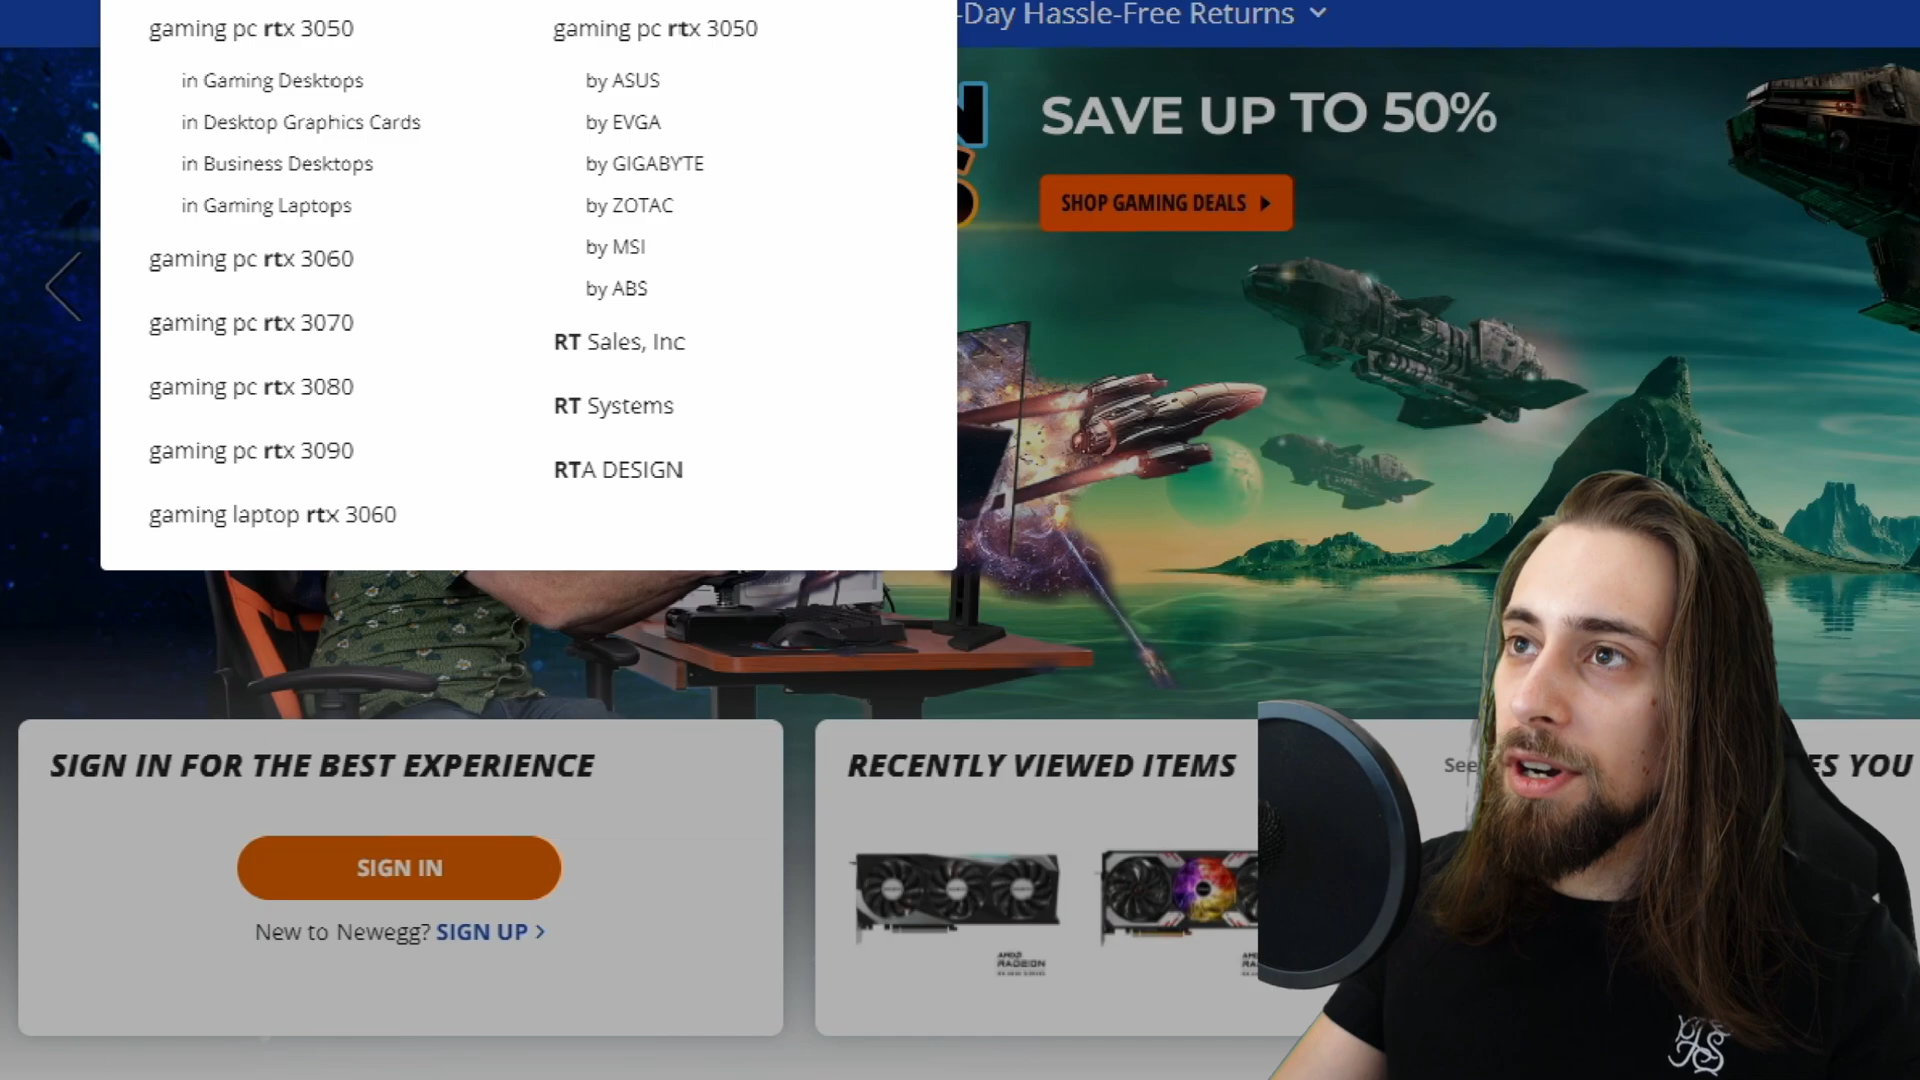 -Day Hassle-Free Returns
gaming pc rtx 3050
in Gaming Desktops
in Desktop Graphics Cards
in Business Desktops
in Gaming Laptops
gaming pc rtx 3060
gaming pc rtx 3070
gaming pc rtx 3080
gaming pc rtx 3090
gaming laptop rtx 3060
gaming pc rtx 3050
by ASUS
by EVGA
by GIGABYTE
by ZOTAC
by MSI
by ABS
RT Sales, Inc
RT Systems
RTA DESIGN
SAVE UP TO 50%
SHOP GAMING DEALS
SIGN IN FOR THE BEST EXPERIENCE
SIGN IN
New to Newegg? SIGN UP >
RECENTLY VIEWED ITEMS
See
ES YOU
AMD
RADEON